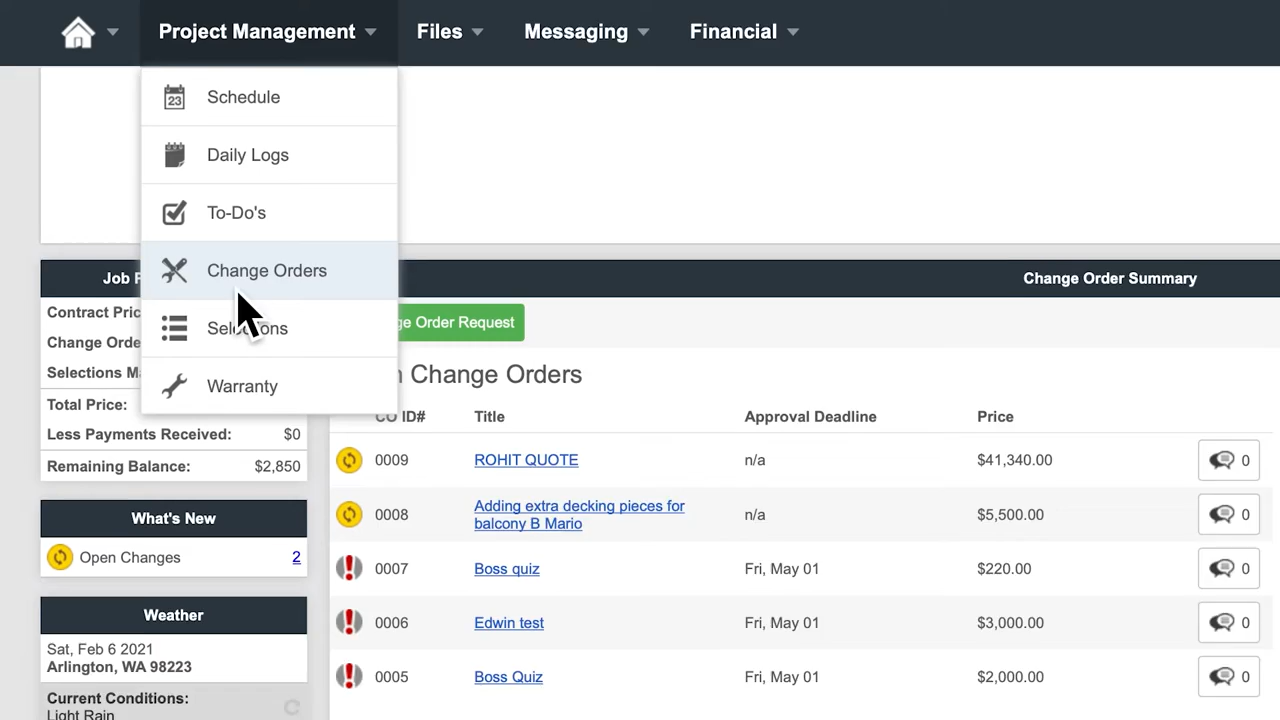 Project Management
Files
Messaging
Financial
23
Schedule
Daily Logs
To-Do's
Change Orders
Selections
Warranty
Job
Contract Pric
Change Orde
Selections M
Total Price:
Less Payments Received: $0
Remaining Balance: $2,850
What's New
Open Changes 2
Weather
Sat, Feb 6 2021
Arlington, WA 98223
Current Conditions:
Light Rain
Change Order Summary
ge Order Request
Change Orders
CO ID# Title Approval Deadline Price
0009 ROHIT QUOTE n/a $41,340.00 0
0008 Adding extra decking pieces for
balcony B Mario n/a $5,500.00 0
0007 Boss quiz Fri, May 01 $220.00 0
0006 Edwin test Fri, May 01 $3,000.00 0
0005 Boss Quiz Fri, May 01 $2,000.00 0